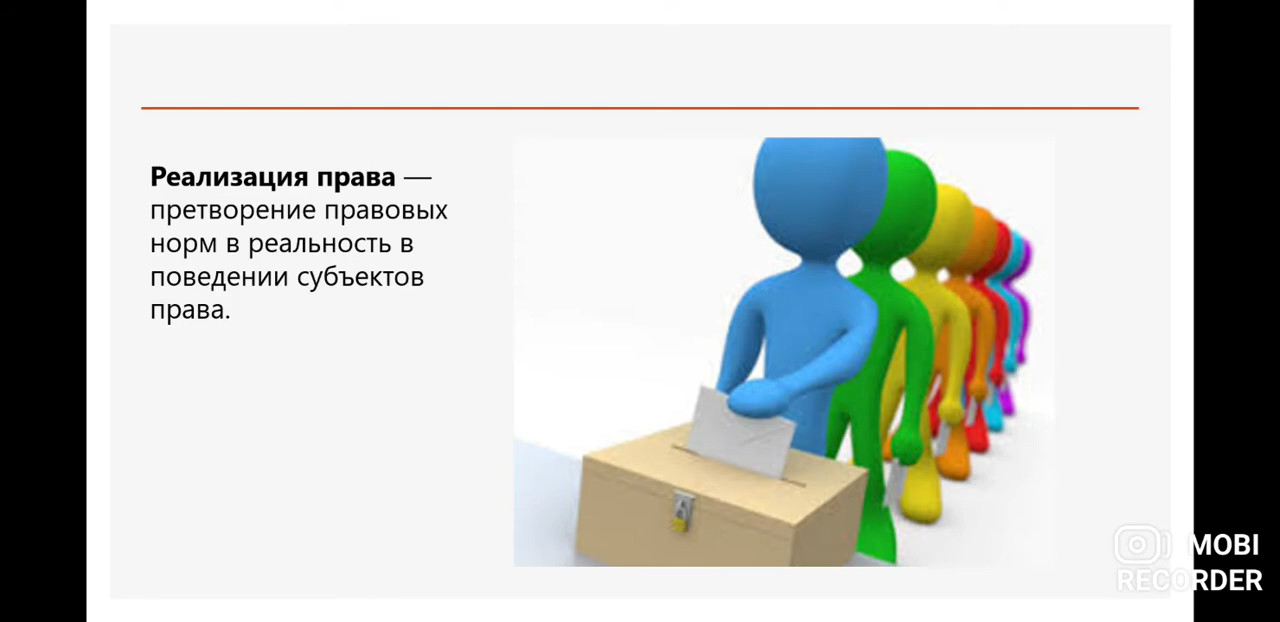 Реализация права —
претворение правовых
норм в реальность в
поведении субъектов
права.
MOBI
RECORDER